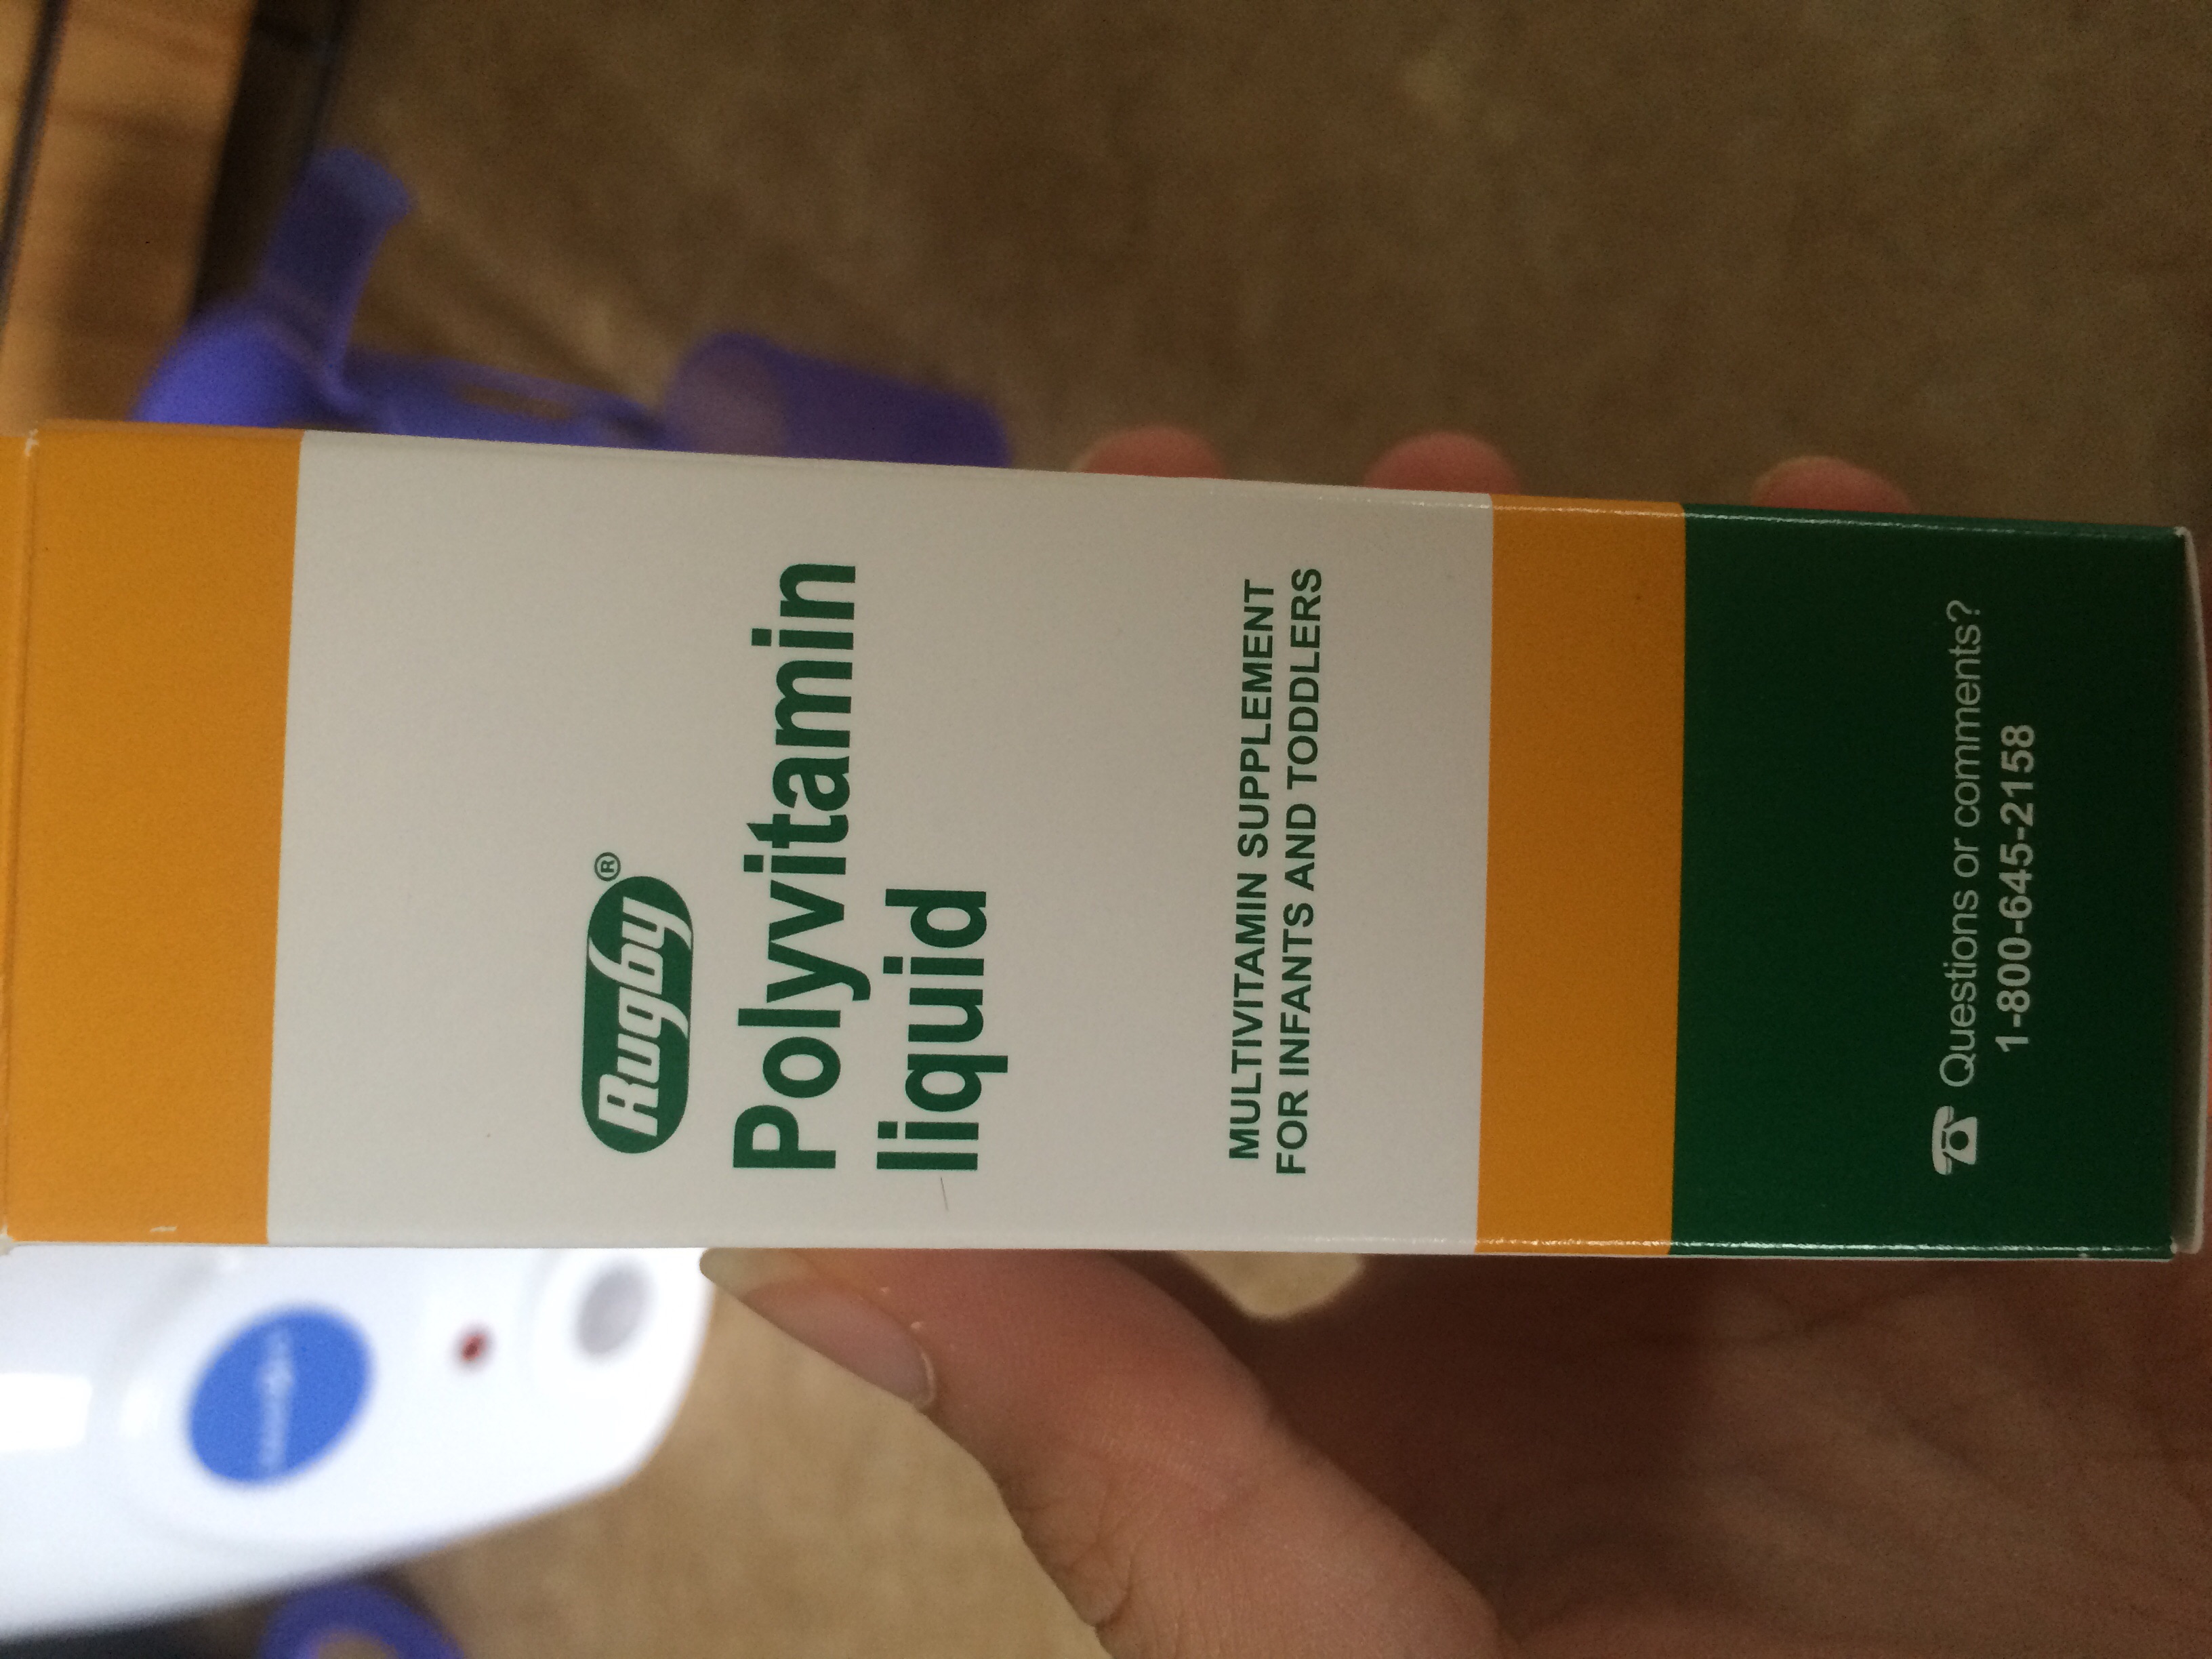 Rugby®
Polyvitamin
liquid
MULTIVITAMIN SUPPLEMENT
FOR INFANTS AND TODDLERS
Questions or comments?
1-800-645-2158